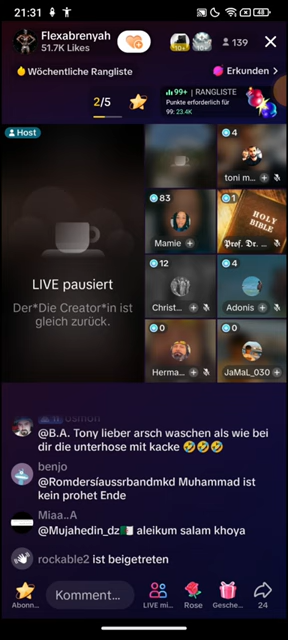 21:31
48
Flexabrenyah
51.7K Likes
10+
10+
139
Wöchentliche Rangliste
Erkunden >
2/5
99+ | RANGLISTE
Punkte erforderlich für
99: 23.4K
Host
LIVE pausiert
Der*Die Creator*in ist
gleich zurück.
4
toni m...
83
Mamie
1
HOLY
BIBLE
Prof. Dr. ...
12
Christ...
4
Adonis
0
Herma...
0
JaMaL_030
osmon
@B.A. Tony lieber arsch waschen als wie bei
dir die unterhose mit kacke 🤣🤣🤣
benjo
@Romdersíaussrbandmkd Muhammad ist
kein prohet Ende
Miaa..A
@Mujahedin_dz🇩🇿 aleikum salam khoya
rockable2 ist beigetreten
Komment...
Abonn...
LIVE mi...
Rose
Gesche...
24